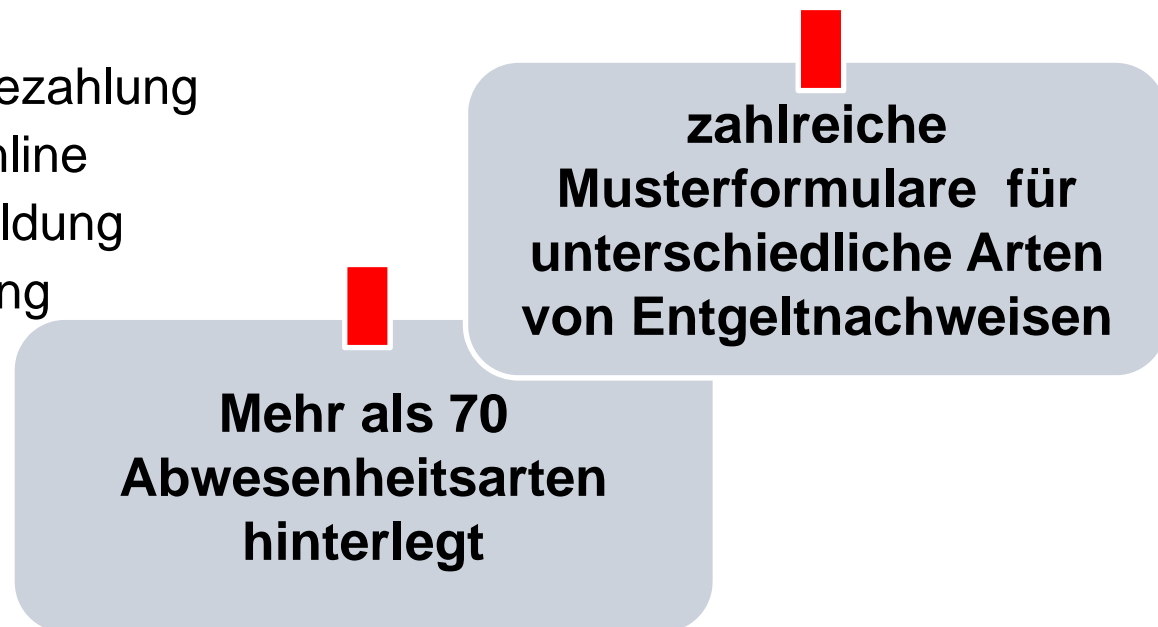 ezahlung
nline
ldung
ng
zahlreiche
Musterformulare für
unterschiedliche Arten
von Entgeltnachweisen
Mehr als 70
Abwesenheitsarten
hinterlegt